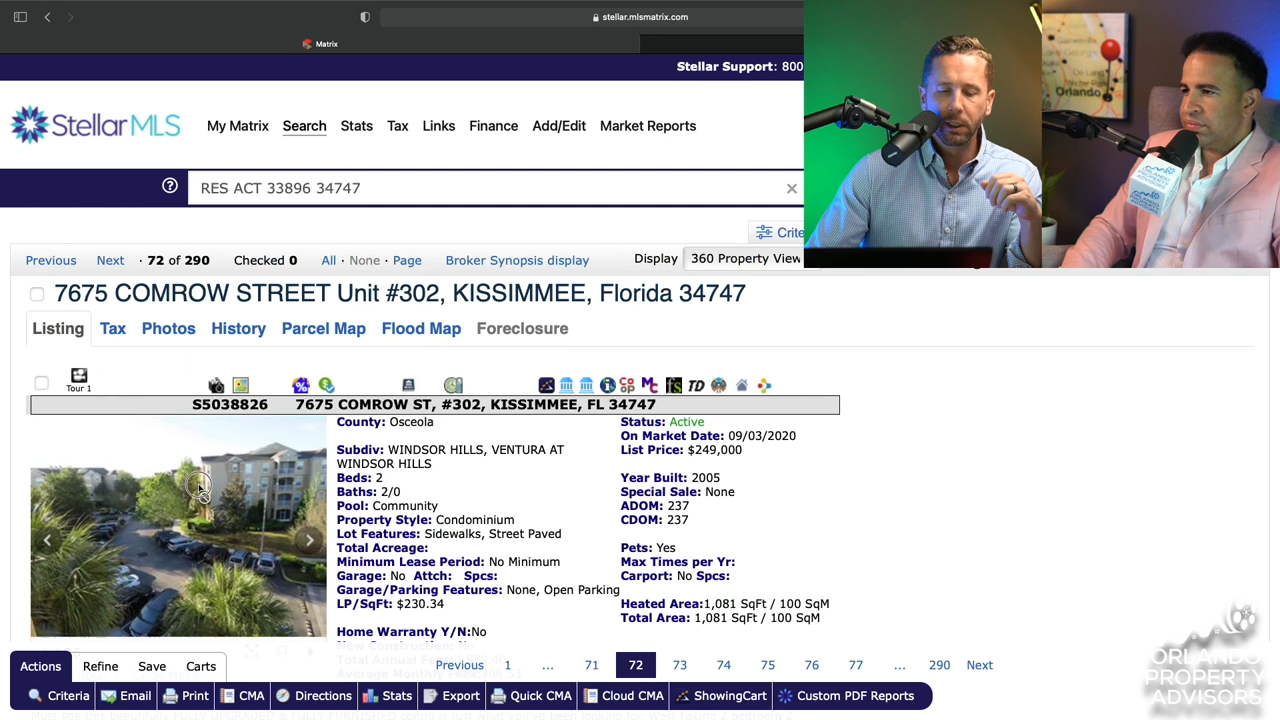 stellar.mlsmatrix.com
Matrix
Stellar Support: 800
StellarMLS
My Matrix Search Stats Tax Links Finance Add/Edit Market Reports
RES ACT 33896 34747
Crite
Previous Next · 72 of 290 Checked 0 All · None · Page Broker Synopsis display Display 360 Property View
7675 COMROW STREET Unit #302, KISSIMMEE, Florida 34747
Listing Tax Photos History Parcel Map Flood Map Foreclosure
Tour 1
S5038826 7675 COMROW ST, #302, KISSIMMEE, FL 34747
County: Osceola
Status: Active
On Market Date: 09/03/2020
Subdiv: WINDSOR HILLS, VENTURA AT
List Price: $249,000
WINDSOR HILLS
Beds: 2
Year Built: 2005
Baths: 2/0
Special Sale: None
Pool: Community
ADOM: 237
Property Style: Condominium
CDOM: 237
Lot Features: Sidewalks, Street Paved
Total Acreage:
Pets: Yes
Minimum Lease Period: No Minimum
Max Times per Yr:
Garage: No Attch: Spcs:
Carport: No Spcs:
Garage/Parking Features: None, Open Parking
LP/SqFt: $230.34
Heated Area:1,081 SqFt / 100 SqM
Total Area: 1,081 SqFt / 100 SqM
Home Warranty Y/N:No
Actions Refine Save Carts
Previous 1 ... 71 72 73 74 75 76 77 ... 290 Next
Criteria Email Print CMA Directions Stats Export Quick CMA Cloud CMA ShowingCart Custom PDF Reports
Orlando
ORLANDO
PROPERTY
ADVISORS